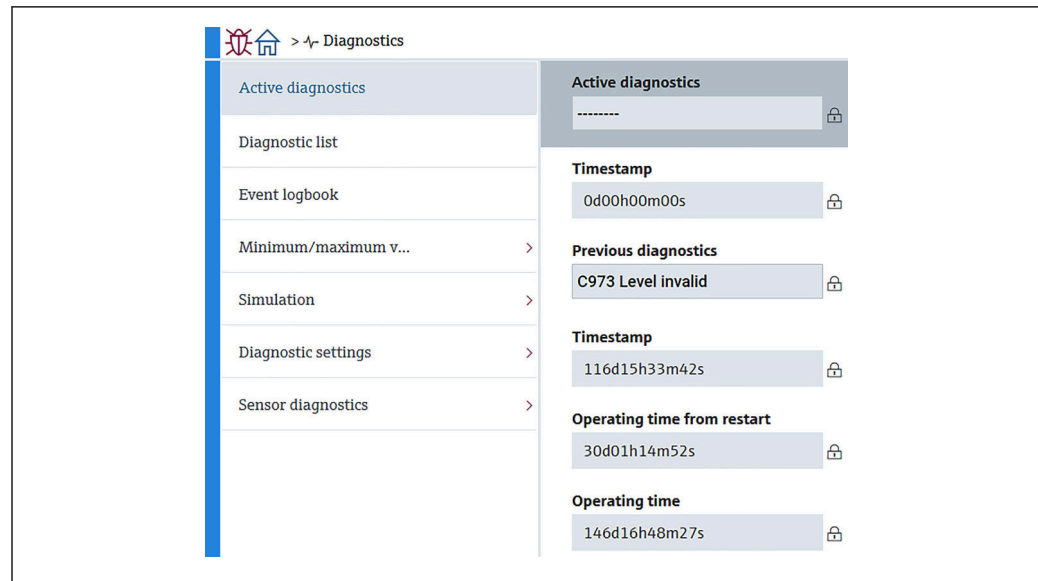 > Diagnostics
Active diagnostics
Diagnostic list
Event logbook
Minimum/maximum v...
Simulation
Diagnostic settings
Sensor diagnostics
Active diagnostics
--------
Timestamp
0d00h00m00s
Previous diagnostics
C973 Level invalid
Timestamp
116d15h33m42s
Operating time from restart
30d01h14m52s
Operating time
146d16h48m27s